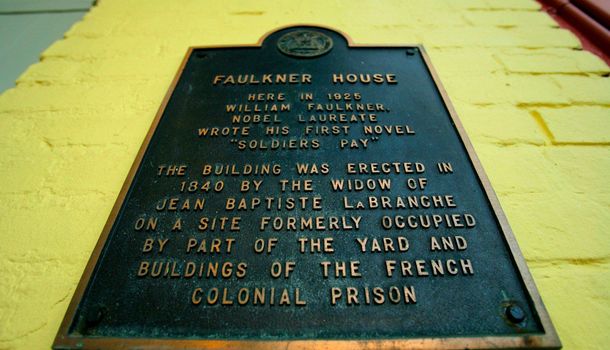 FAULKNER HOUSE
HERE IN 1925
WILLIAM FAULKNER,
NOBEL LAUREATE
WROTE HIS FIRST NOVEL
"SOLDIERS PAY"
THE BUILDING WAS ERECTED IN
1840 BY THE WIDOW OF
JEAN BAPTISTE LaBRANCHE
ON A SITE FORMERLY OCCUPIED
BY PART OF THE YARD AND
BUILDINGS OF THE FRENCH
COLONIAL PRISON